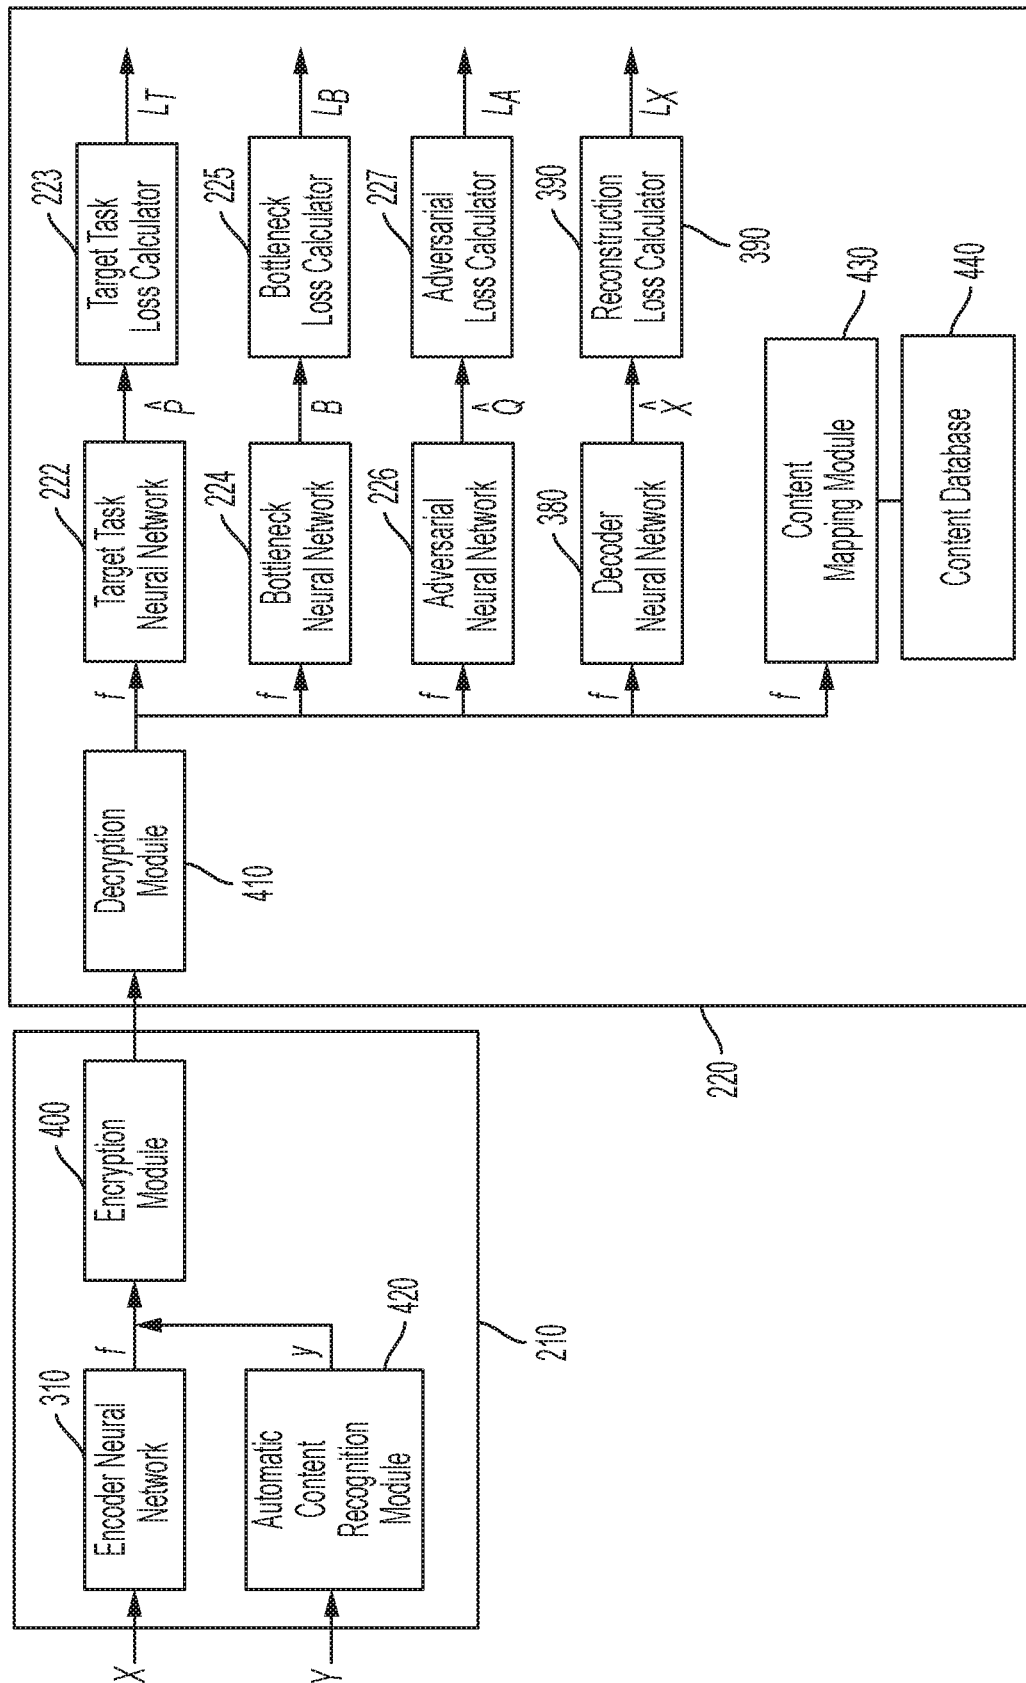 X
Encoder Neural
Network
310
f
Y
Automatic
Content
Recognition
Module
420
y
Encryption
Module
400
210
Decryption
Module
410
220
f
Target Task
Neural Network
222
^
P
Target Task
Loss Calculator
223
LT
f
Bottleneck
Neural Network
224
B
Bottleneck
Loss Calculator
225
LB
f
Adversarial
Neural Network
226
^
Q
Adversarial
Loss Calculator
227
LA
f
Decoder
Neural Network
380
^
X
Reconstruction
Loss Calculator
390
390
LX
f
Content
Mapping Module
430
Content Database
440